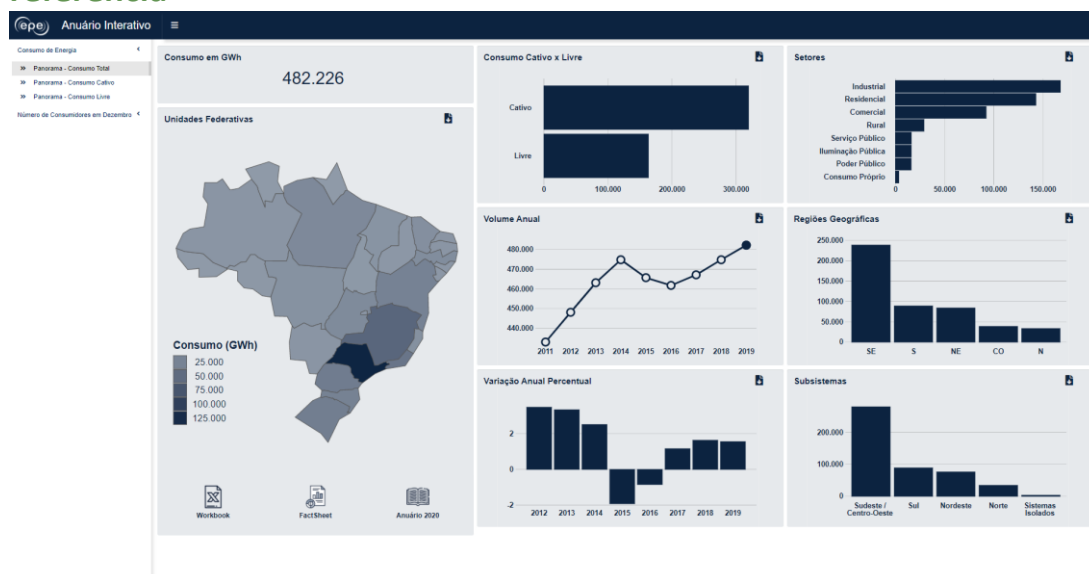 referência
epe Anuário Interativo
Consumo de Energia
Panorama - Consumo Total
Panorama - Consumo Cativo
Panorama - Consumo Livre
Número de Consumidores em Dezembro
Consumo em GWh
482.226
Unidades Federativas
Consumo (GWh)
25.000
50.000
75.000
100.000
125.000
Workbook
FactSheet
Anuário 2020
Consumo Cativo x Livre
Cativo
Livre
0 100.000 200.000 300.000
Volume Anual
480.000
470.000
460.000
450.000
440.000
2011 2012 2013 2014 2015 2016 2017 2018 2019
Variação Anual Percentual
2
0
-2
2012 2013 2014 2015 2016 2017 2018 2019
Setores
Industrial
Residencial
Comercial
Rural
Serviço Público
Iluminação Pública
Poder Público
Consumo Próprio
0 50.000 100.000 150.000
Regiões Geográficas
250.000
200.000
150.000
100.000
50.000
0
SE S NE CO N
Subsistemas
200.000
100.000
0
Sudeste / Sul Nordeste Norte Sistemas
Centro-Oeste Isolados